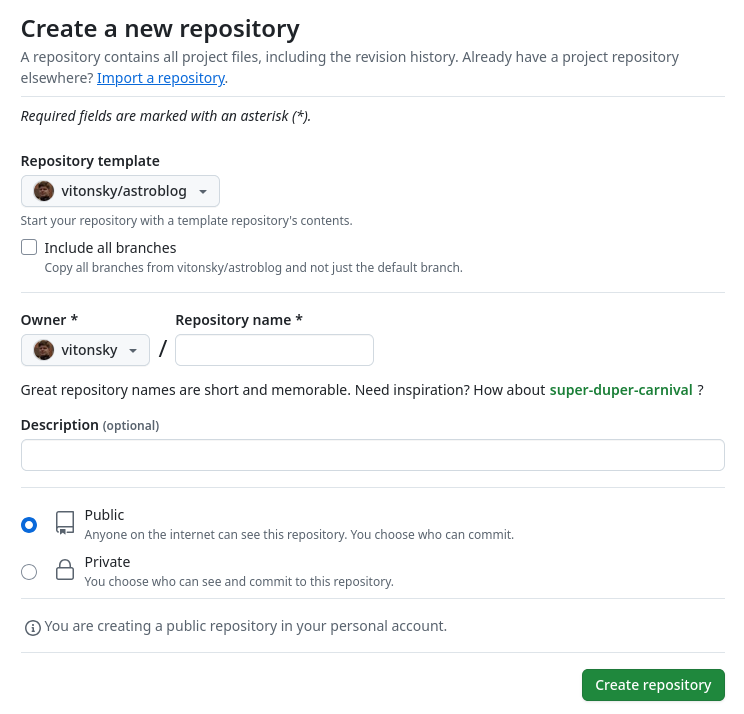 Create a new repository
A repository contains all project files, including the revision history. Already have a project repository
elsewhere? Import a repository.
Required fields are marked with an asterisk (*).
Repository template
vitonsky/astroblog
Start your repository with a template repository's contents.
Include all branches
Copy all branches from vitonsky/astroblog and not just the default branch.
Owner * Repository name *
vitonsky /
Great repository names are short and memorable. Need inspiration? How about super-duper-carnival ?
Description (optional)
Public
Anyone on the internet can see this repository. You choose who can commit.
Private
You choose who can see and commit to this repository.
You are creating a public repository in your personal account.
Create repository